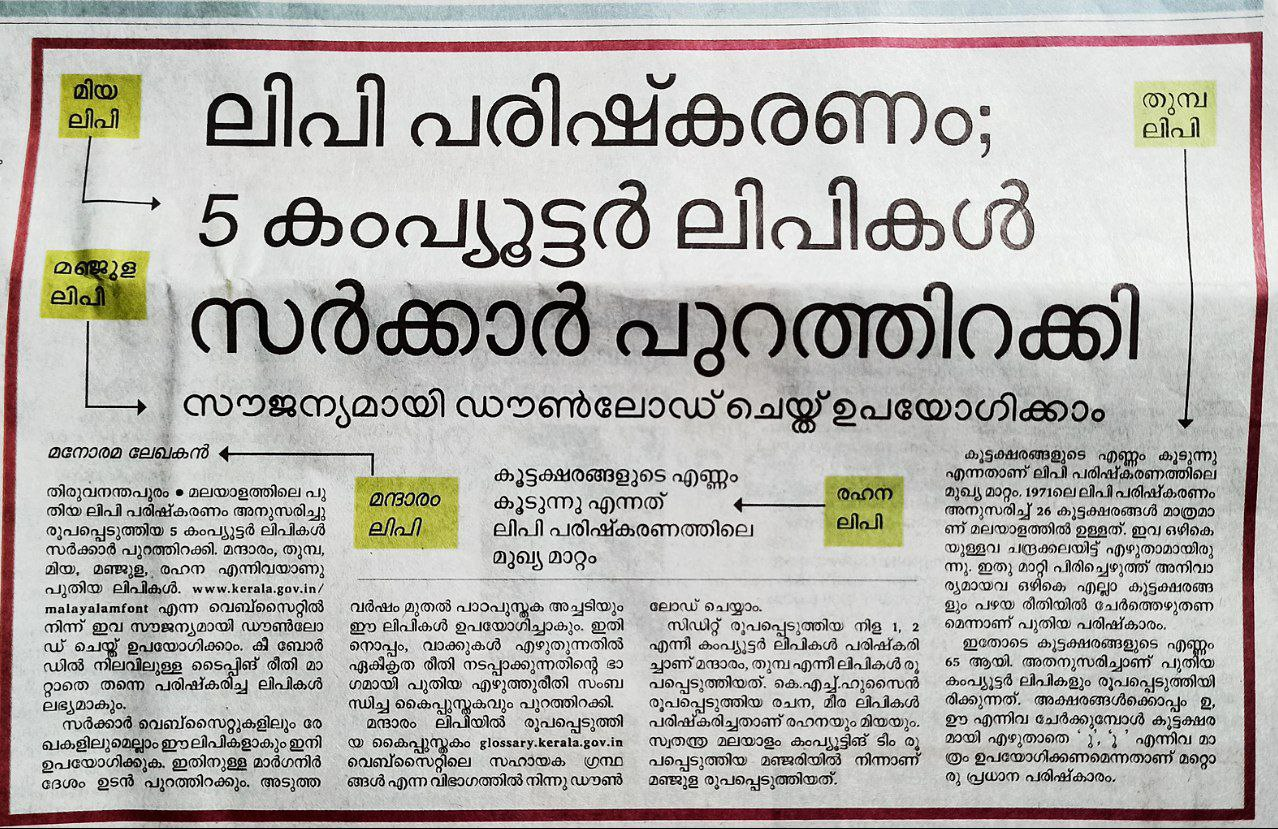 മിയ
ലിപി
തുമ്പ
ലിപി
ലിപി പരിഷ്കരണം;
5 കംപ്യൂട്ടർ ലിപികൾ
സർക്കാർ പുറത്തിറക്കി
മഞ്ജുള
ലിപി
സൗജന്യമായി ഡൗൺലോഡ് ചെയ്ത് ഉപയോഗിക്കാം
മനോരമ ലേഖകൻ
മന്ദാരം
ലിപി
കൂട്ടക്ഷരങ്ങളുടെ എണ്ണം
കൂടുന്നു എന്നത്
ലിപി പരിഷ്കരണത്തിലെ
മുഖ്യ മാറ്റം
രഹന
ലിപി
തിരുവനന്തപുരം ● മലയാളത്തിലെ പു
തിയ ലിപി പരിഷ്കരണം അനുസരിച്ചു
രൂപപ്പെടുത്തിയ 5 കംപ്യൂട്ടർ ലിപികൾ
സർക്കാർ പുറത്തിറക്കി. മന്ദാരം, തുമ്പ,
മിയ, മഞ്ജുള, രഹന എന്നിവയാണു
പുതിയ ലിപികൾ. www.kerala.gov.in/
malayalamfont എന്ന വെബ്സൈറ്റിൽ
നിന്ന് ഇവ സൗജന്യമായി ഡൗൺലോ
ഡ് ചെയ്ത് ഉപയോഗിക്കാം. കീ ബോർ
ഡിൽ നിലവിലുള്ള ടൈപ്പിങ് രീതി മാ
റ്റാതെ തന്നെ പരിഷ്കരിച്ച ലിപികൾ
ലഭ്യമാകും.
സർക്കാർ വെബ്സൈറ്റുകളിലും രേ
ഖകളിലുമെല്ലാം ഈ ലിപികളാകും ഇനി
ഉപയോഗിക്കുക. ഇതിനുള്ള മാർഗനിർ
ദേശം ഉടൻ പുറത്തിറക്കും. അടുത്ത
വർഷം മുതൽ പാഠപുസ്തക അച്ചടിയും
ഈ ലിപികൾ ഉപയോഗിച്ചാകും. ഇതി
നൊപ്പം, വാക്കുകൾ എഴുതുന്നതിൽ
ഏകീകൃത രീതി നടപ്പാക്കുന്നതിന്റെ ഭാ
ഗമായി പുതിയ എഴുത്തുരീതി സംബ
ന്ധിച്ച കൈപ്പുസ്തകവും പുറത്തിറക്കി.
മന്ദാരം ലിപിയിൽ രൂപപ്പെടുത്തി
യ കൈപ്പുസ്തകം glossary.kerala.gov.in
വെബ്സൈറ്റിലെ സഹായക ഗ്രന്ഥ
ങ്ങൾ എന്ന വിഭാഗത്തിൽ നിന്നു ഡൗൺ
ലോഡ് ചെയ്യാം.
സിഡിറ്റ് രൂപപ്പെടുത്തിയ നിള 1, 2
എന്നീ കംപ്യൂട്ടർ ലിപികൾ പരിഷ്കരി
ച്ചാണ് മന്ദാരം, തുമ്പ എന്നീ ലിപികൾ രൂ
പപ്പെടുത്തിയത്. കെ.എച്ച്.ഹുസൈൻ
രൂപപ്പെടുത്തിയ രചന, മീര ലിപികൾ
പരിഷ്കരിച്ചതാണ് രഹനയും മിയയും.
സ്വതന്ത്ര മലയാളം കംപ്യൂട്ടിങ് ടീം രൂ
പപ്പെടുത്തിയ മഞ്ജരിയിൽ നിന്നാണ്
മഞ്ജുള രൂപപ്പെടുത്തിയത്.
കൂട്ടക്ഷരങ്ങളുടെ എണ്ണം കൂടുന്നു
എന്നതാണ് ലിപി പരിഷ്കരണത്തിലെ
മുഖ്യ മാറ്റം. 1971ലെ ലിപി പരിഷ്കരണം
അനുസരിച്ച് 26 കൂട്ടക്ഷരങ്ങൾ മാത്രമാ
ണ് മലയാളത്തിൽ ഉള്ളത്. ഇവ ഒഴികെ
യുള്ളവ ചന്ദ്രക്കലയിട്ട് എഴുതാമായിരു
ന്നു. ഇതു മാറ്റി പിരിച്ചെഴുത്ത് അനിവാ
ര്യമായവ ഒഴികെ എല്ലാ കൂട്ടക്ഷരങ്ങ
ളും പഴയ രീതിയിൽ ചേർത്തെഴുതണ
മെന്നാണ് പുതിയ പരിഷ്കാരം.
ഇതോടെ കൂട്ടക്ഷരങ്ങളുടെ എണ്ണം
65 ആയി. അതനുസരിച്ചാണ് പുതിയ
കംപ്യൂട്ടർ ലിപികളും രൂപപ്പെടുത്തിയി
രിക്കുന്നത്. അക്ഷരങ്ങൾക്കൊപ്പം ഉ,
ഊ എന്നിവ ചേർക്കുമ്പോൾ കൂട്ടക്ഷര
മായി എഴുതാതെ ' ു', ' ൂ ' എന്നിവ മാ
ത്രം ഉപയോഗിക്കണമെന്നതാണ് മറ്റൊ
രു പ്രധാന പരിഷ്കാരം.